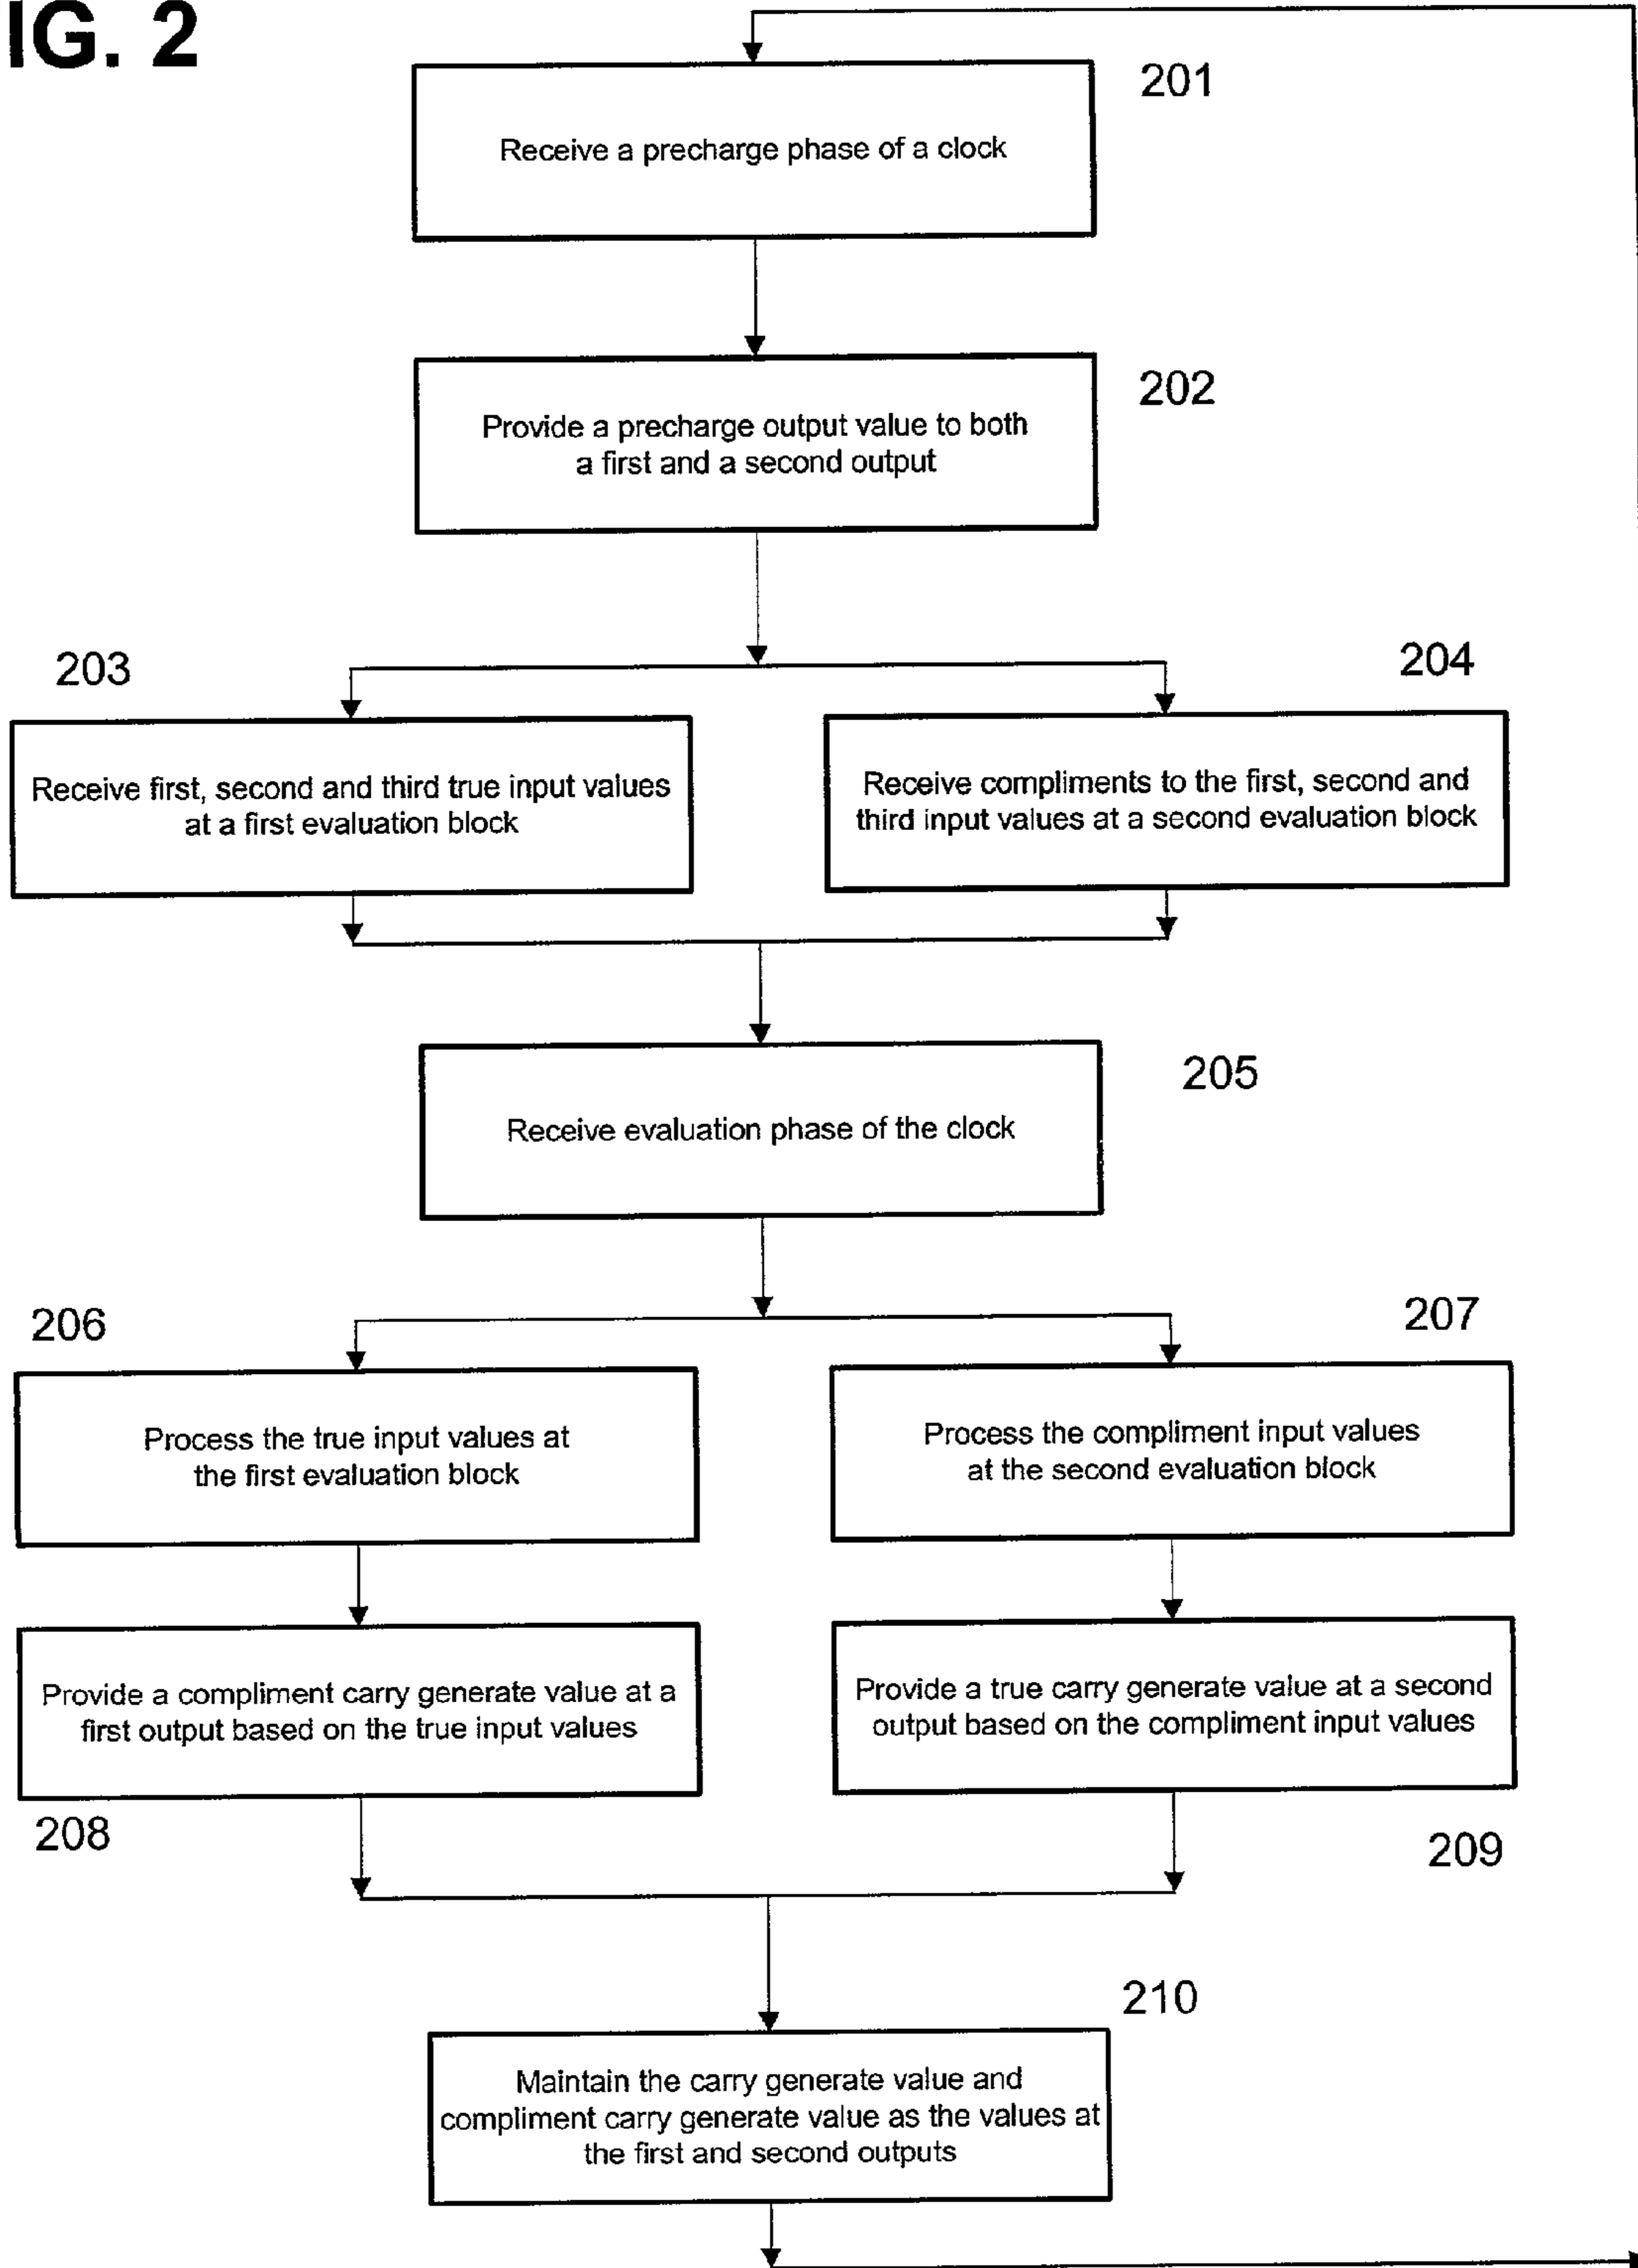 IG. 2
201
Receive a precharge phase of a clock
202
Provide a precharge output value to both
a first and a second output
203
204
Receive first, second and third true input values
at a first evaluation block
Receive compliments to the first, second and
third input values at a second evaluation block
205
Receive evaluation phase of the clock
206
207
Process the true input values at
the first evaluation block
Process the compliment input values
at the second evaluation block
Provide a compliment carry generate value at a
first output based on the true input values
Provide a true carry generate value at a second
output based on the compliment input values
208
209
210
Maintain the carry generate value and
compliment carry generate value as the values at
the first and second outputs